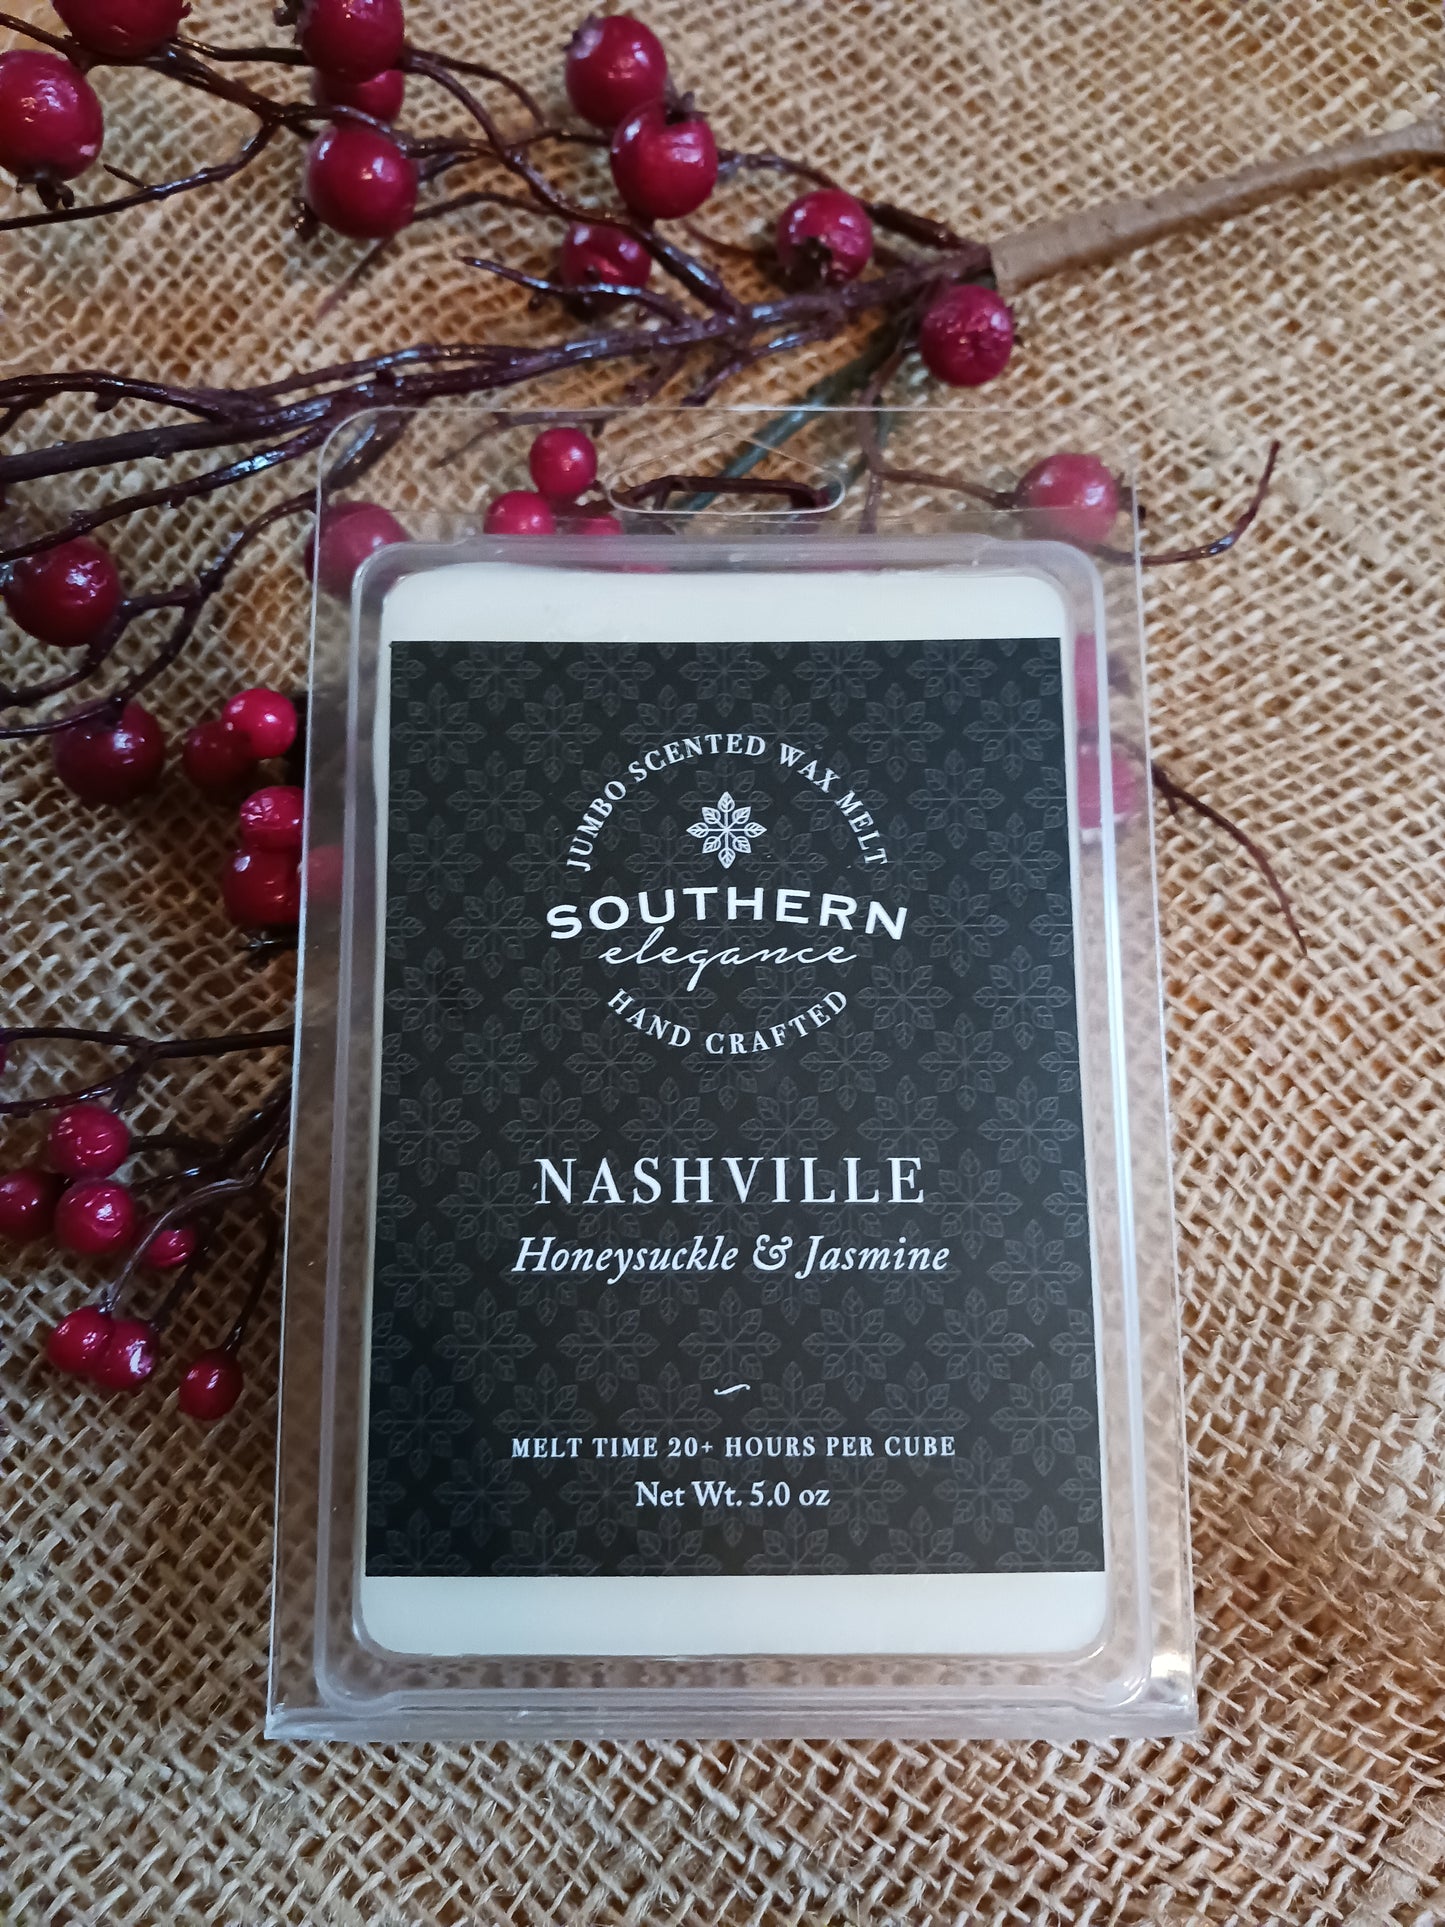 JUMBO SCENTED WAX MELT
SOUTHERN
elegance
HAND CRAFTED
NASHVILLE
Honeysuckle & Jasmine
MELT TIME 20+ HOURS PER CUBE
Net Wt. 5.0 oz